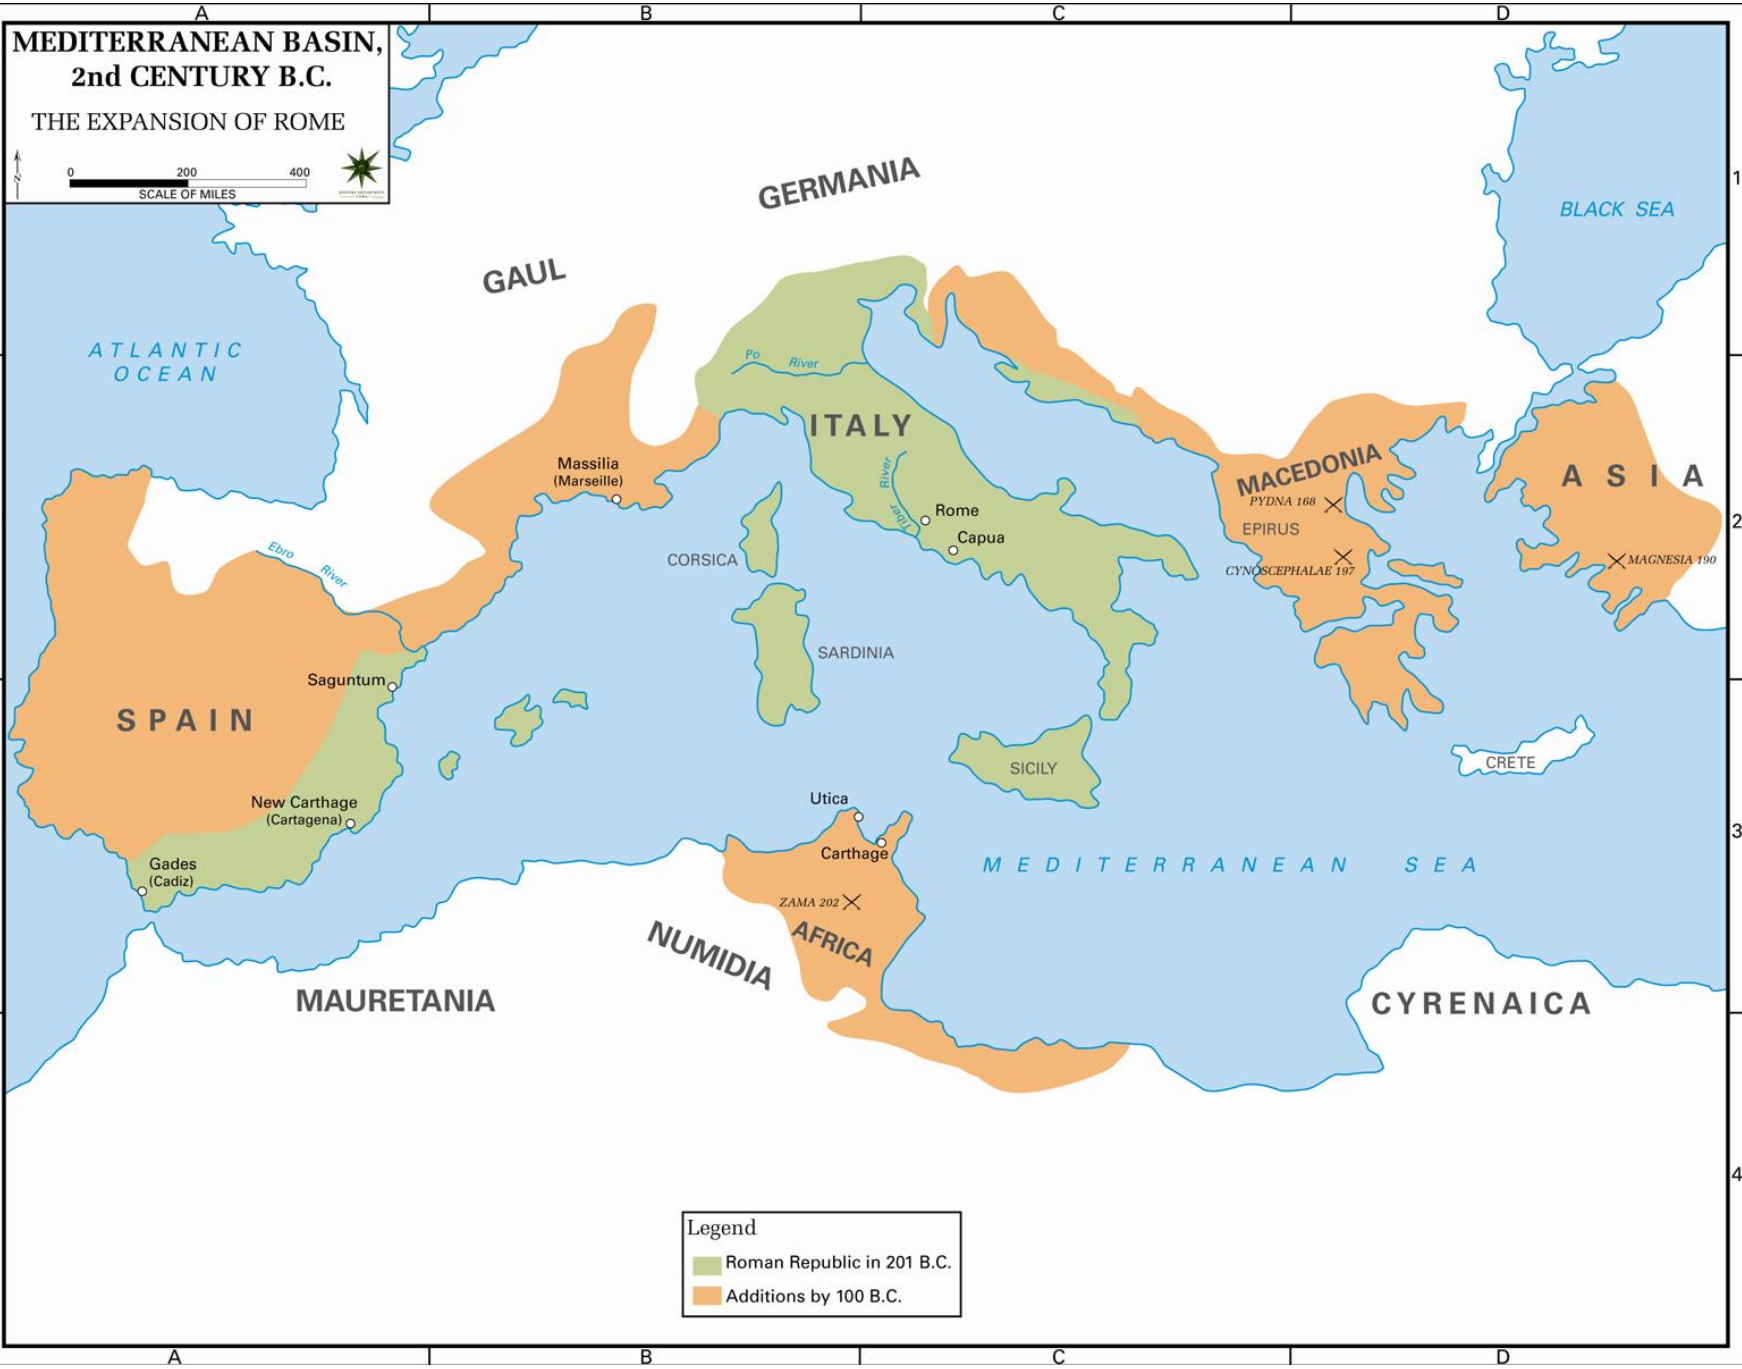 A B C D
MEDITERRANEAN BASIN,
2nd CENTURY B.C.
THE EXPANSION OF ROME
N
0 200 400
SCALE OF MILES
1
GERMANIA
BLACK SEA
GAUL
ATLANTIC
OCEAN
Po River
ITALY
Massilia
(Marseille)
MACEDONIA
ASIA
Tiber River
PYDNA 168
Rome
2
EPIRUS
Capua
Ebro River
CORSICA
CYNOSCEPHALAE 197
MAGNESIA 190
SARDINIA
Saguntum
SPAIN
SICILY
CRETE
New Carthage
(Cartagena)
Utica
3
Carthage
Gades
(Cadiz)
MEDITERRANEAN SEA
ZAMA 202
AFRICA
NUMIDIA
MAURETANIA
CYRENAICA
4
Legend
Roman Republic in 201 B.C.
Additions by 100 B.C.
A B C D